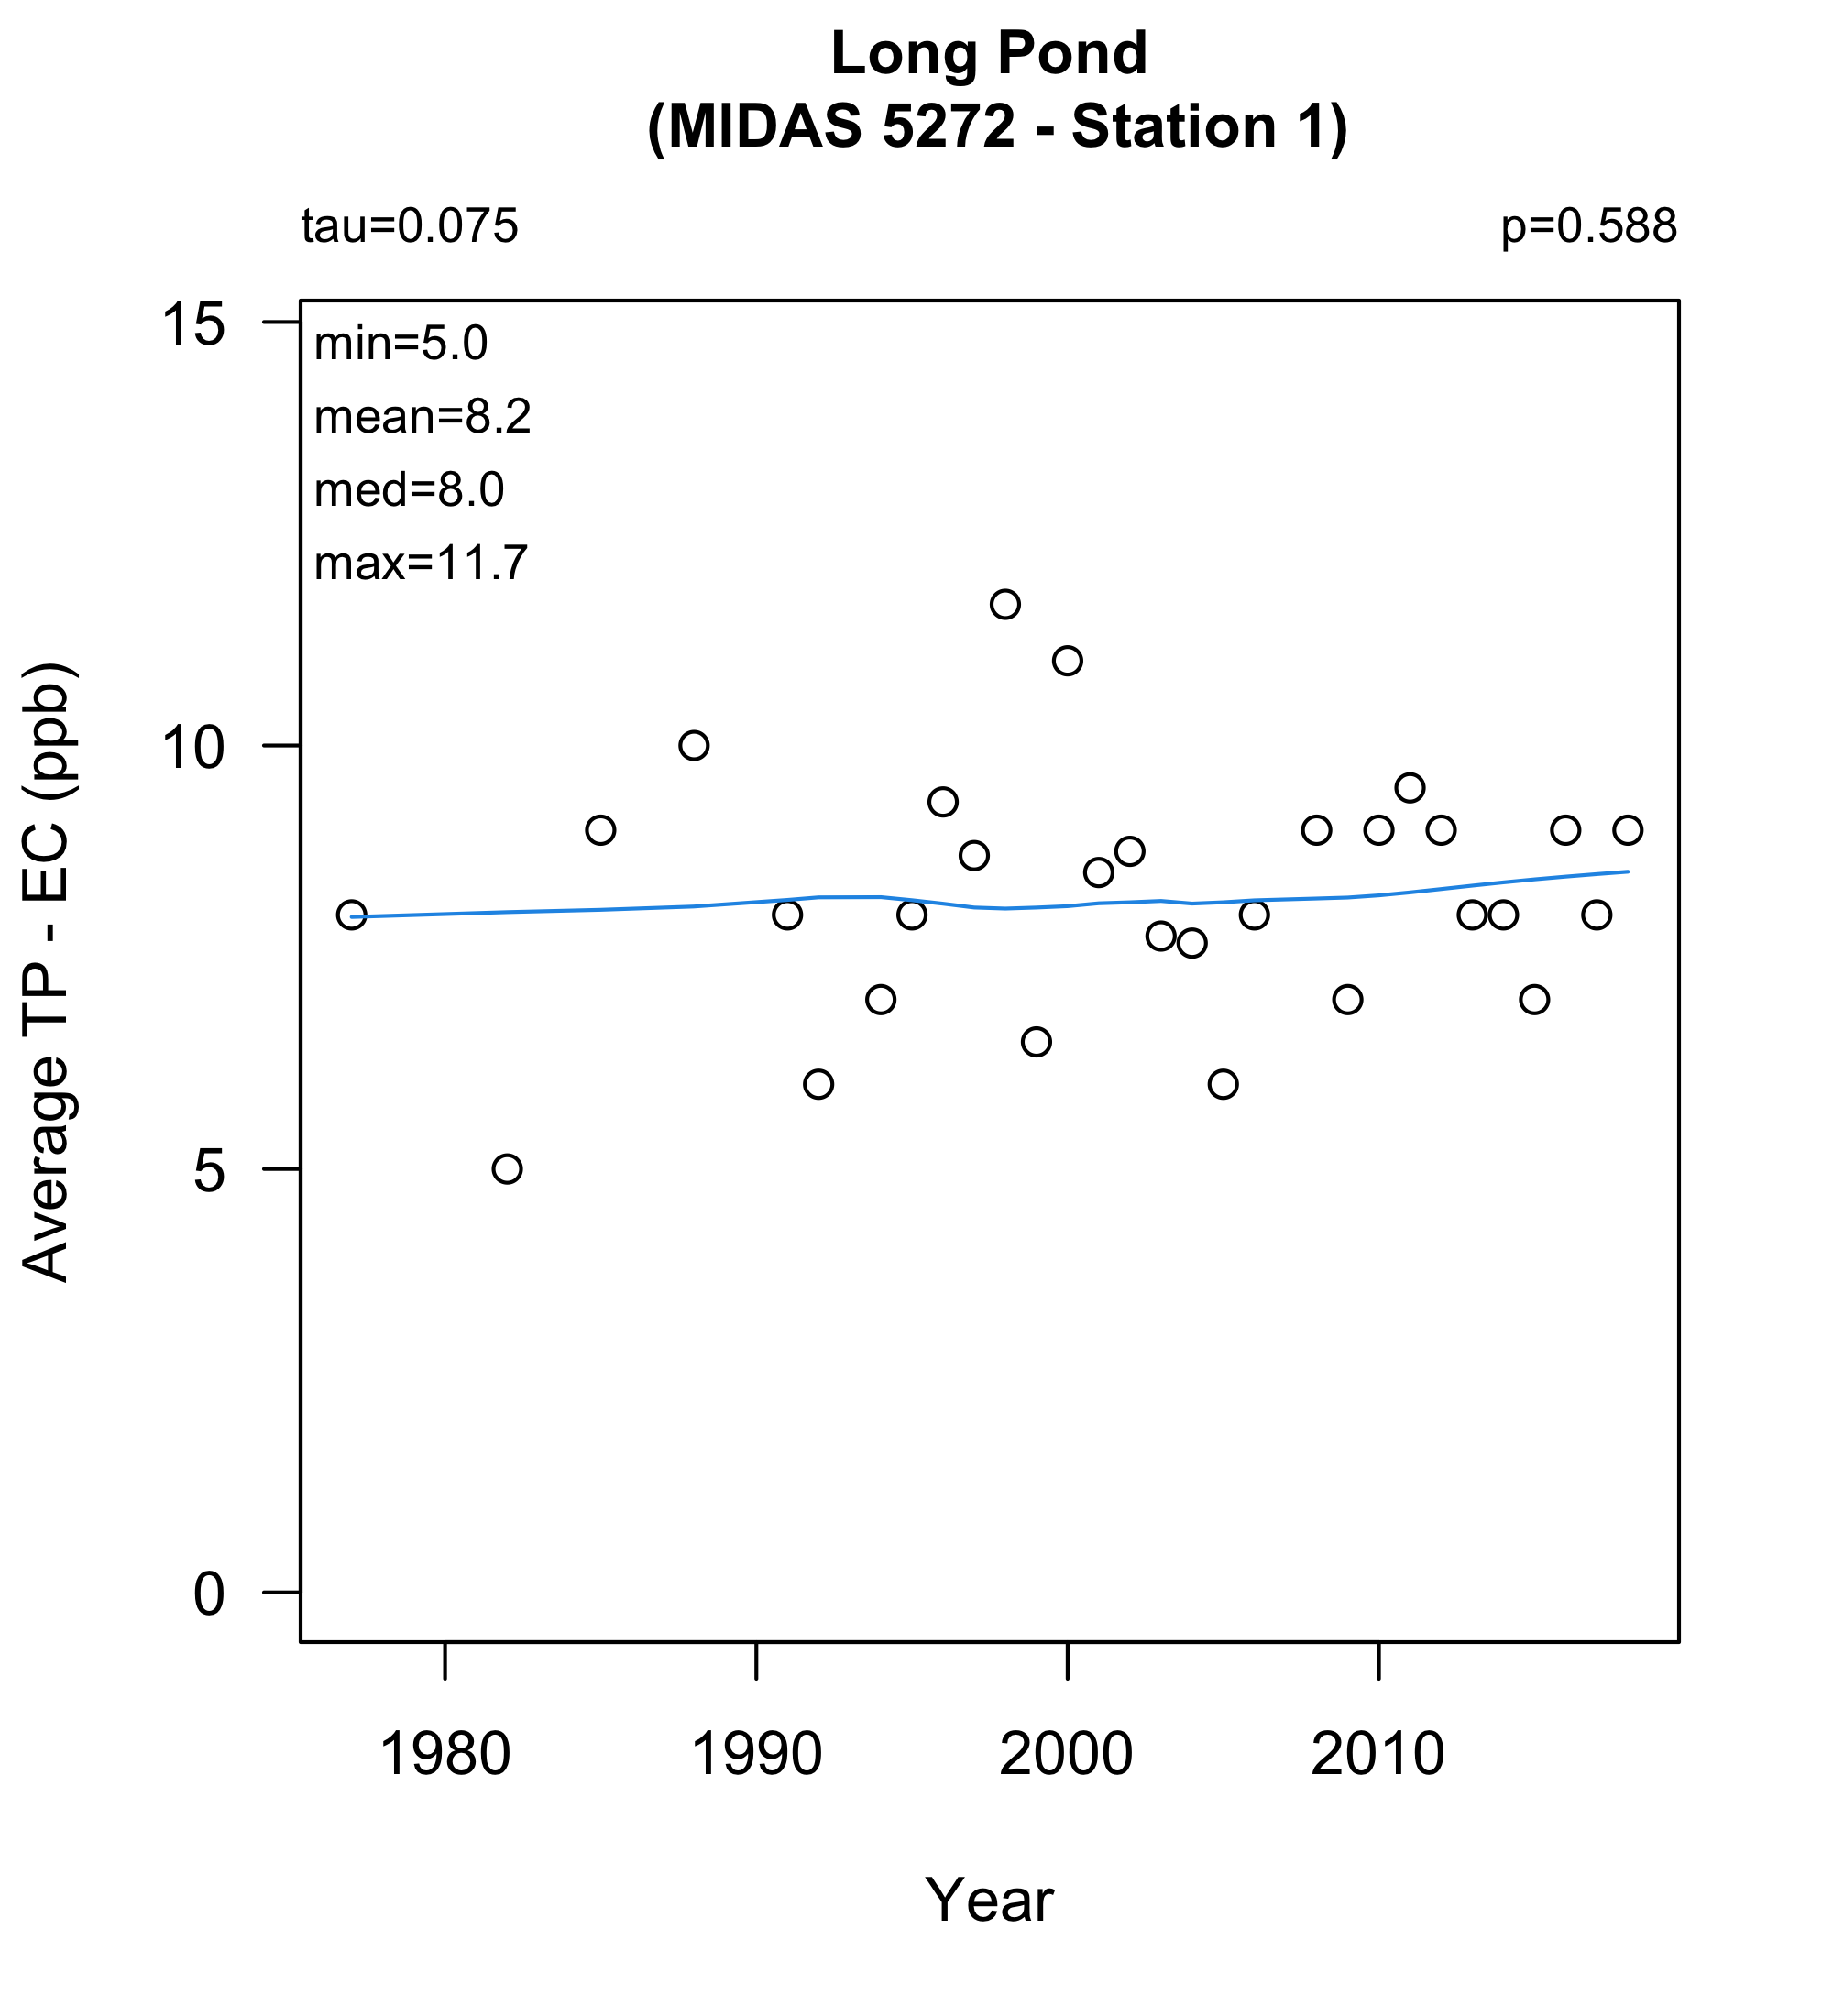 Long Pond
(MIDAS 5272 - Station 1)
tau=0.075
p=0.588
min=5.0
mean=8.2
med=8.0
max=11.7
Average TP - EC (ppb)
15
10
5
0
1980
1990
2000
2010
Year